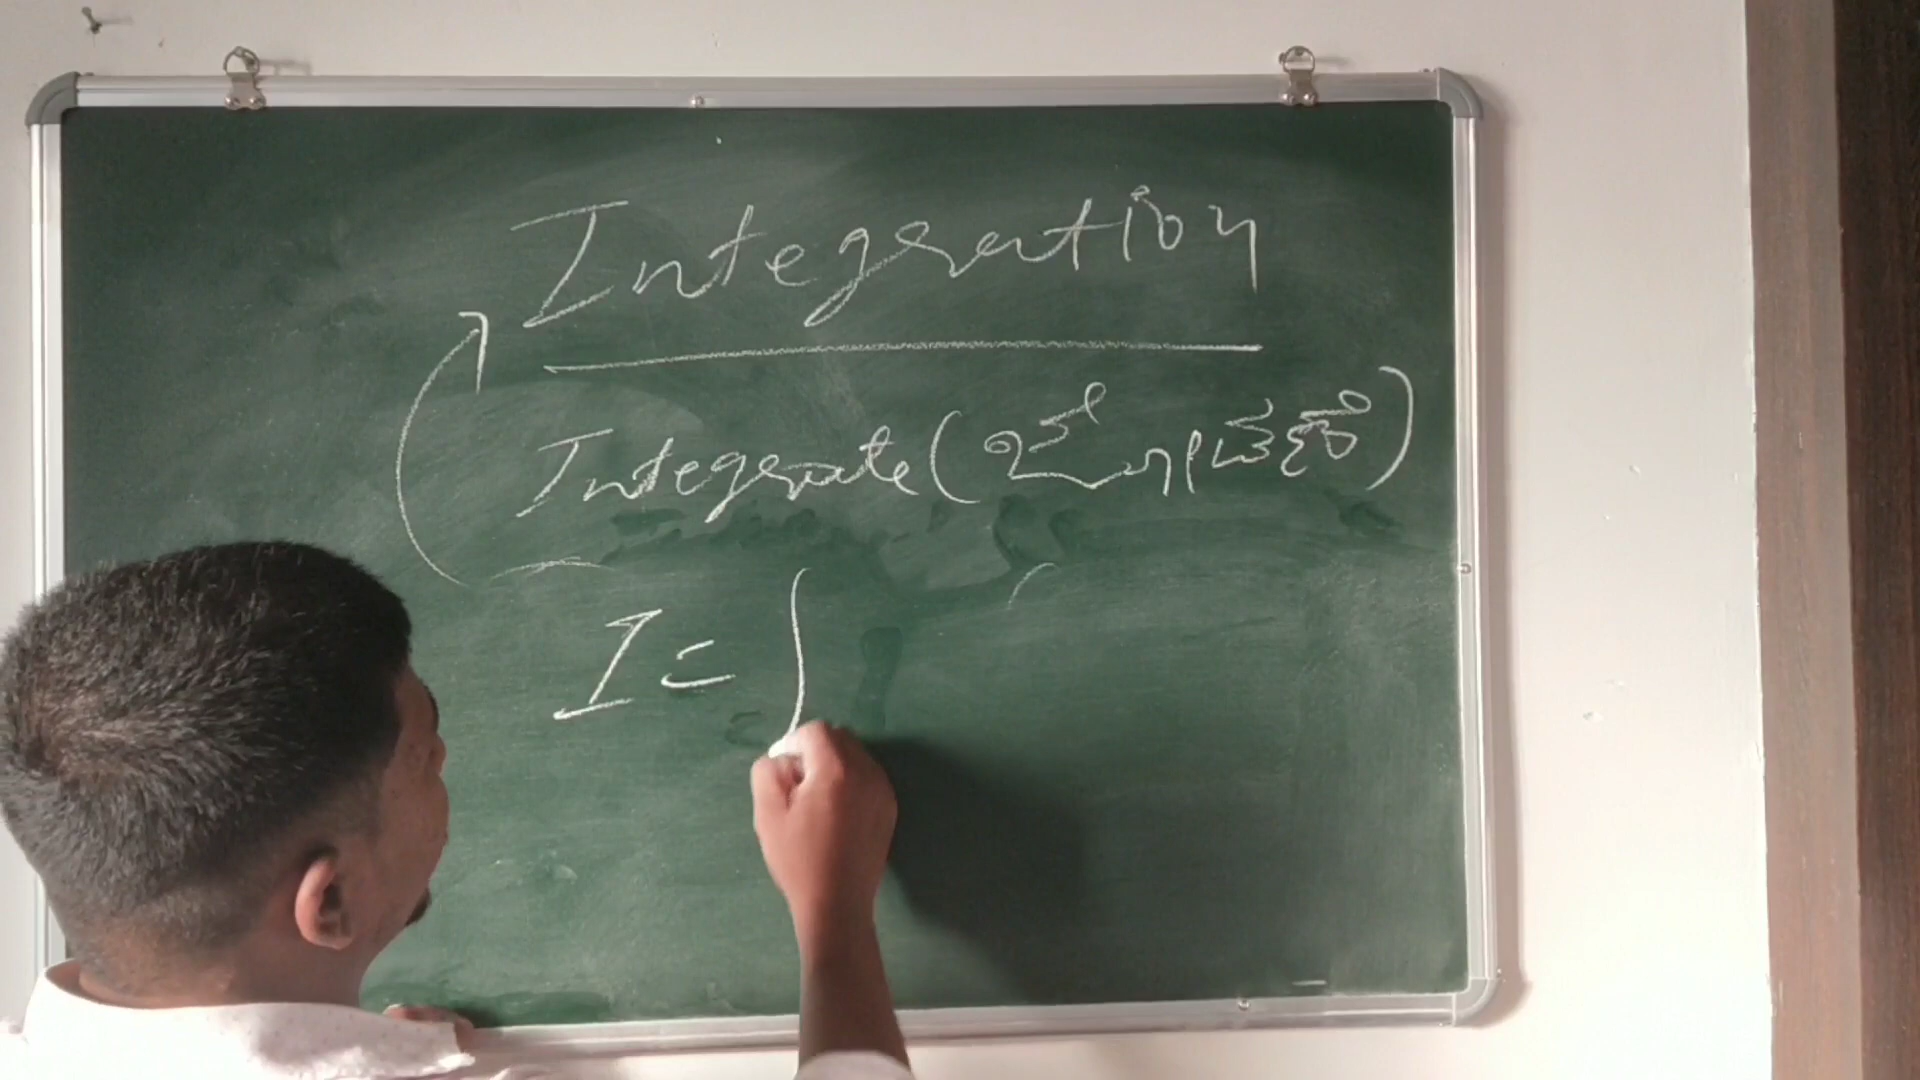 Integration
Integrate (
I = ∫